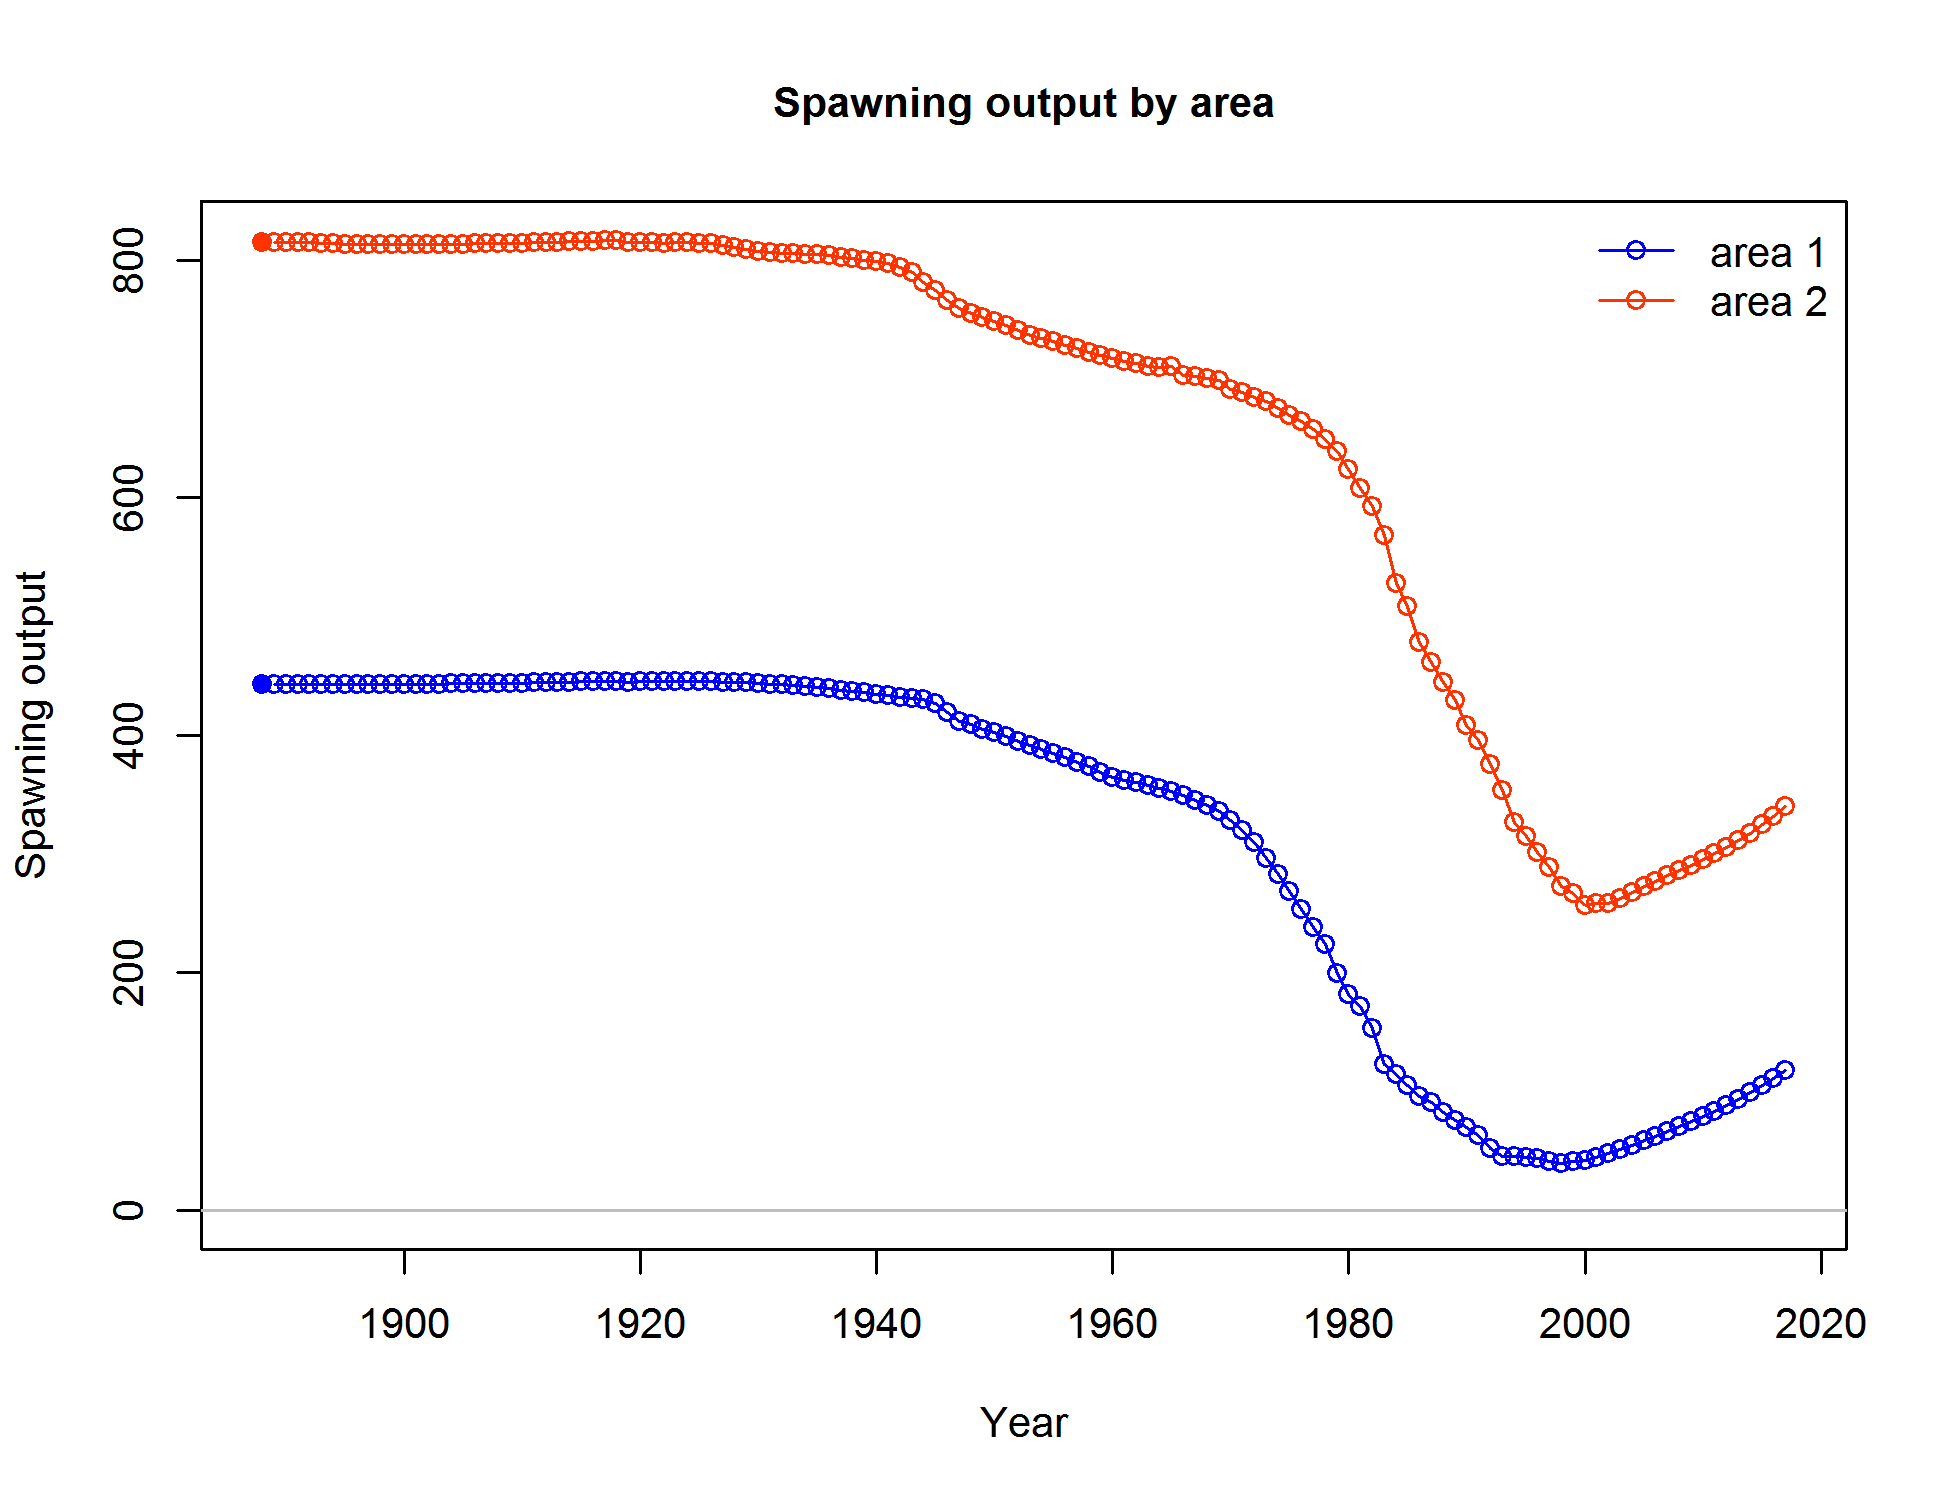 Spawning output by area
area 1
area 2
800
600
400
200
0
Spawning output
1900 1920 1940 1960 1980 2000 2020
Year